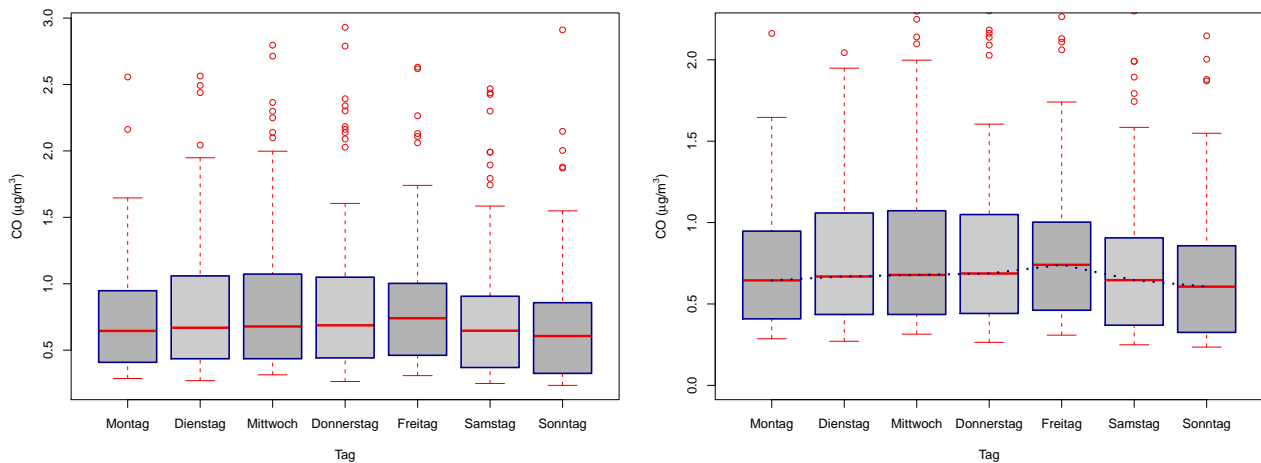 CO (µg/m³)
3.0
2.5
2.0
1.5
1.0
0.5
Montag Dienstag Mittwoch Donnerstag Freitag Samstag Sonntag
Tag
CO (µg/m³)
2.0
1.5
1.0
0.5
0.0
Montag Dienstag Mittwoch Donnerstag Freitag Samstag Sonntag
Tag